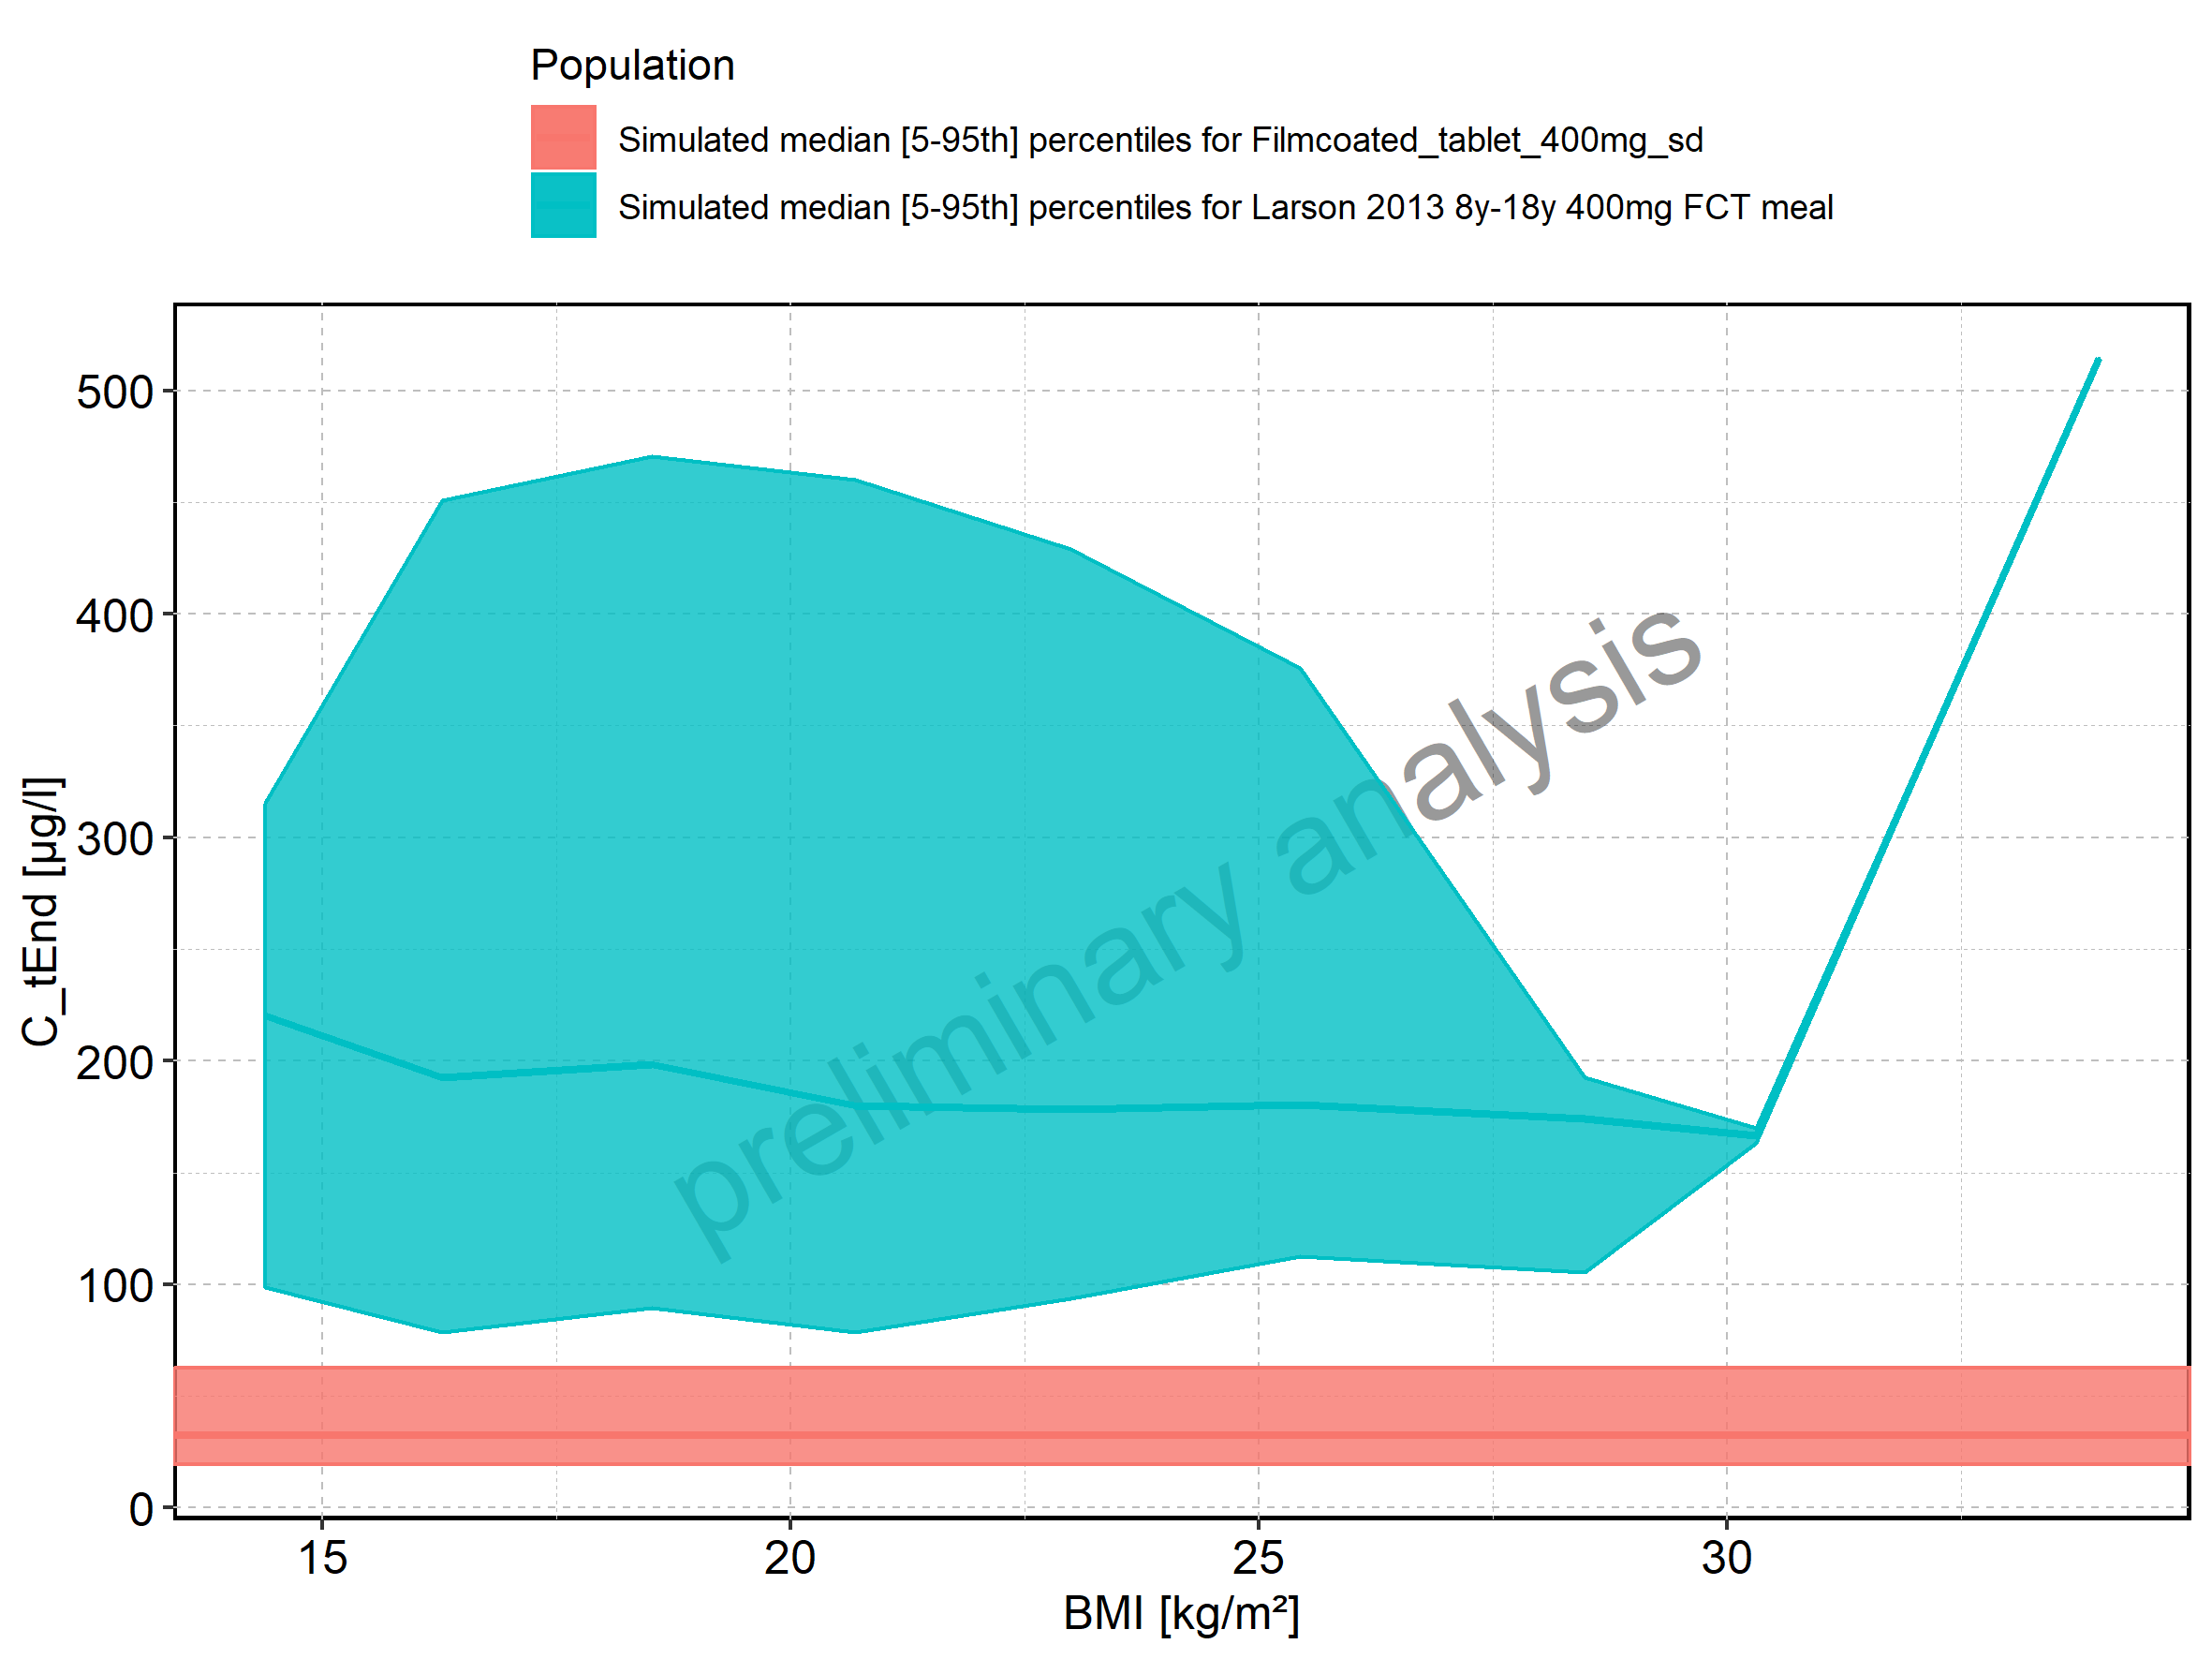 Population
Simulated median [5-95th] percentiles for Filmcoated_tablet_400mg_sd
Simulated median [5-95th] percentiles for Larson 2013 8y-18y 400mg FCT meal
500
400
300
200
100
0
C_tEnd [µg/l]
preliminary analysis
15 20 25 30
BMI [kg/m²]